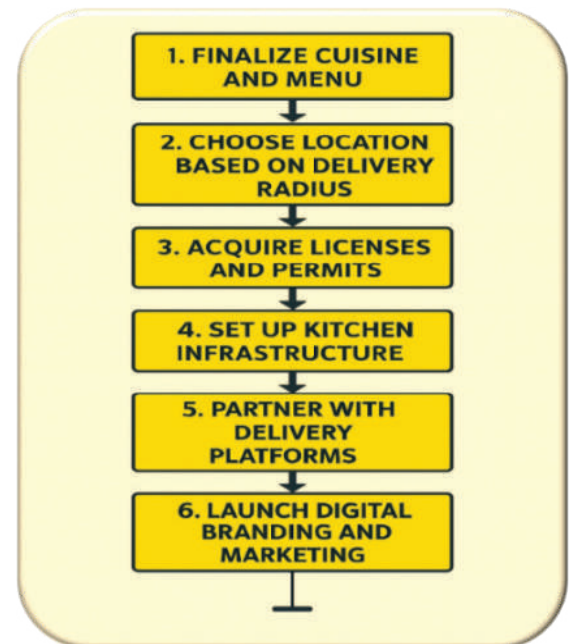 1. FINALIZE CUISINE
AND MENU
2. CHOOSE LOCATION
BASED ON DELIVERY
RADIUS
3. ACQUIRE LICENSES
AND PERMITS
4. SET UP KITCHEN
INFRASTRUCTURE
5. PARTNER WITH
DELIVERY
PLATFORMS
6. LAUNCH DIGITAL
BRANDING AND
MARKETING